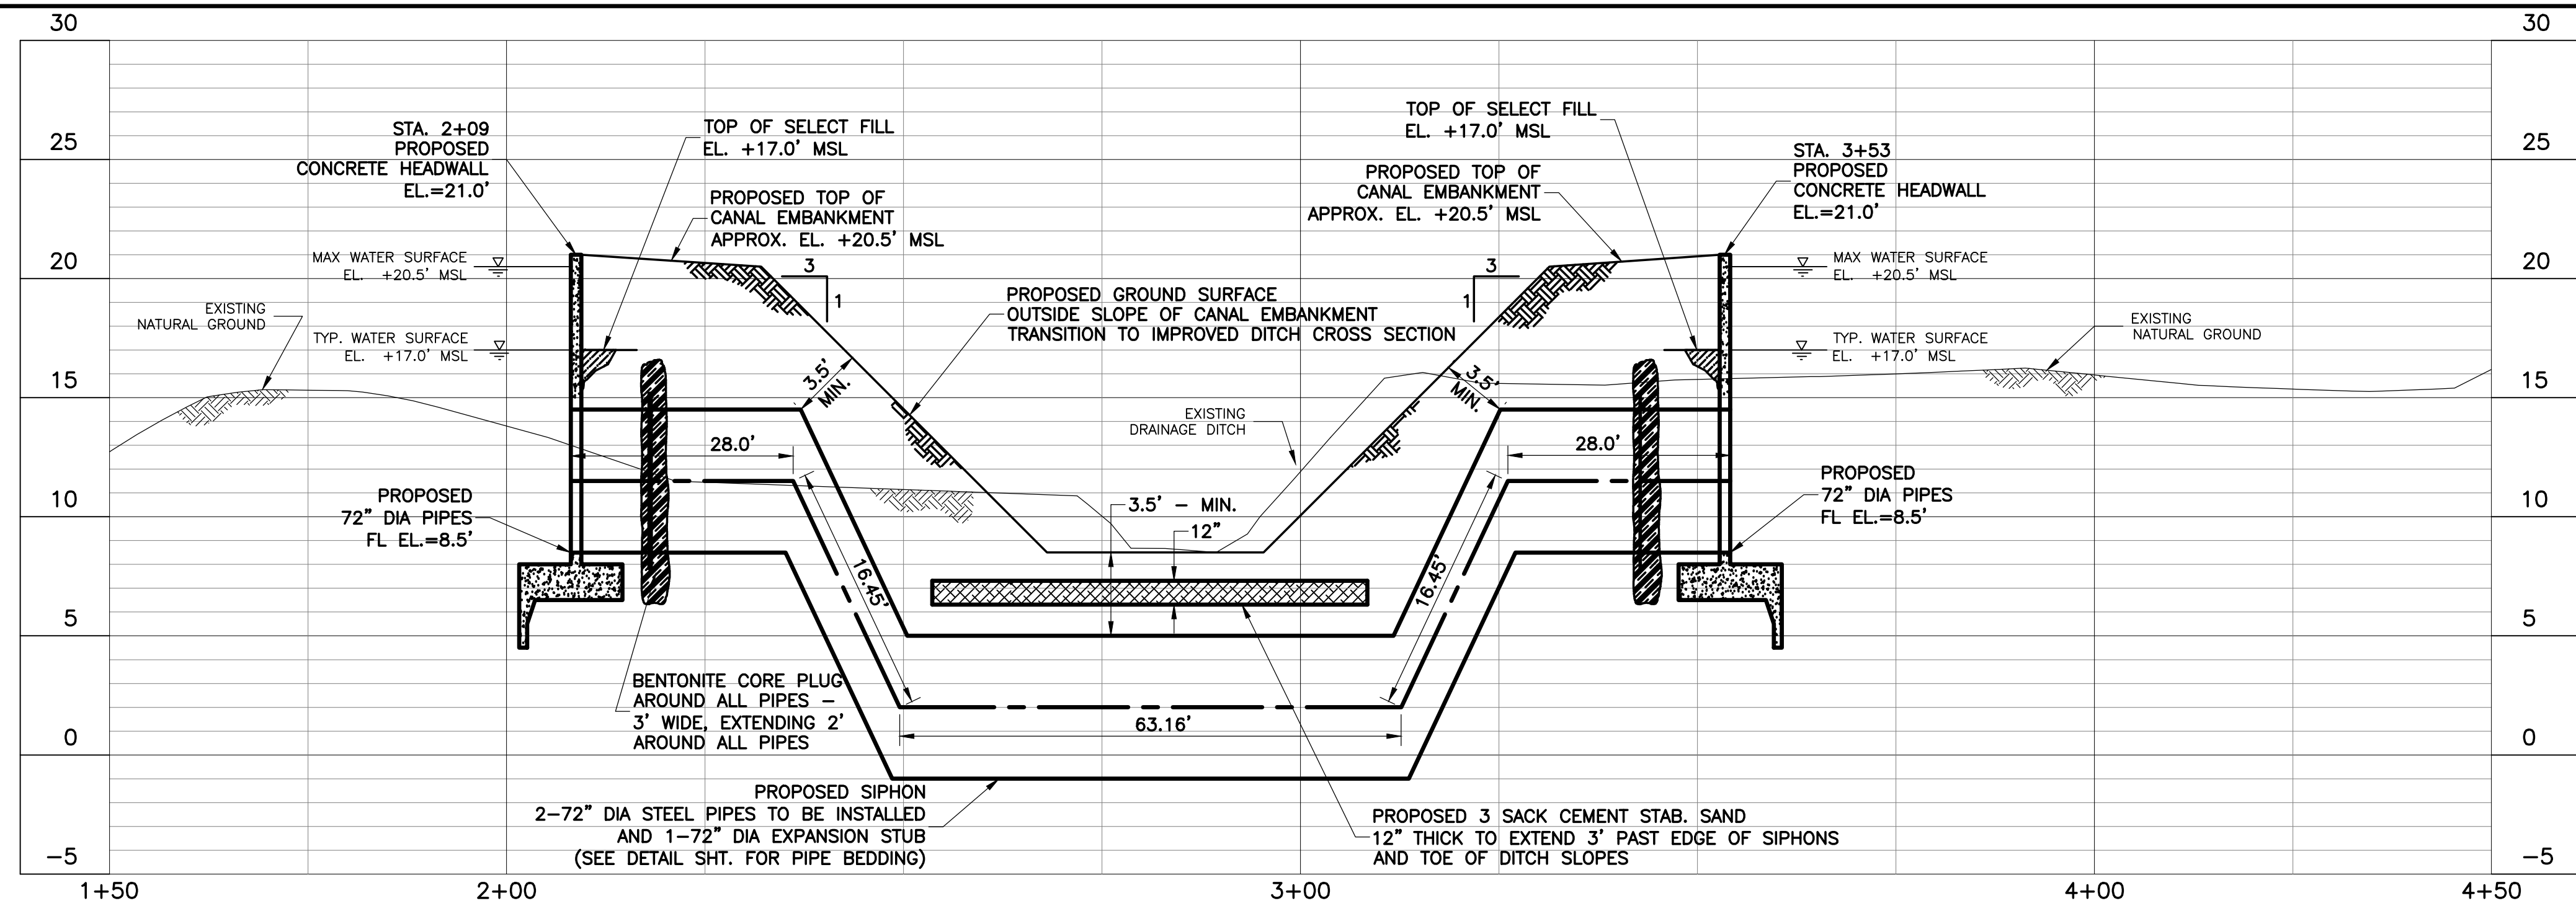 30
30
STA. 2+09
PROPOSED
CONCRETE HEADWALL
EL.=21.0'
TOP OF SELECT FILL
EL. +17.0' MSL
PROPOSED TOP OF
CANAL EMBANKMENT
APPROX. EL. +20.5' MSL
TOP OF SELECT FILL
EL. +17.0' MSL
PROPOSED TOP OF
CANAL EMBANKMENT
APPROX. EL. +20.5' MSL
STA. 3+53
PROPOSED
CONCRETE HEADWALL
EL.=21.0'
25
25
MAX WATER SURFACE
EL. +20.5' MSL
3
1
3
1
MAX WATER SURFACE
EL. +20.5' MSL
20
20
EXISTING
NATURAL GROUND
PROPOSED GROUND SURFACE
OUTSIDE SLOPE OF CANAL EMBANKMENT
TRANSITION TO IMPROVED DITCH CROSS SECTION
EXISTING
NATURAL GROUND
TYP. WATER SURFACE
EL. +17.0' MSL
TYP. WATER SURFACE
EL. +17.0' MSL
3.5'
MIN.
3.5'
MIN.
15
15
EXISTING
DRAINAGE DITCH
28.0'
28.0'
PROPOSED
72" DIA PIPES
FL EL.=8.5'
3.5' - MIN.
12"
PROPOSED
72" DIA PIPES
FL EL.=8.5'
10
10
16.45'
16.45'
5
5
BENTONITE CORE PLUG
AROUND ALL PIPES -
3' WIDE, EXTENDING 2'
AROUND ALL PIPES
63.16'
0
0
PROPOSED SIPHON
2-72" DIA STEEL PIPES TO BE INSTALLED
AND 1-72" DIA EXPANSION STUB
(SEE DETAIL SHT. FOR PIPE BEDDING)
PROPOSED 3 SACK CEMENT STAB. SAND
12" THICK TO EXTEND 3' PAST EDGE OF SIPHONS
AND TOE OF DITCH SLOPES
-5
-5
1+50
2+00
3+00
4+00
4+50